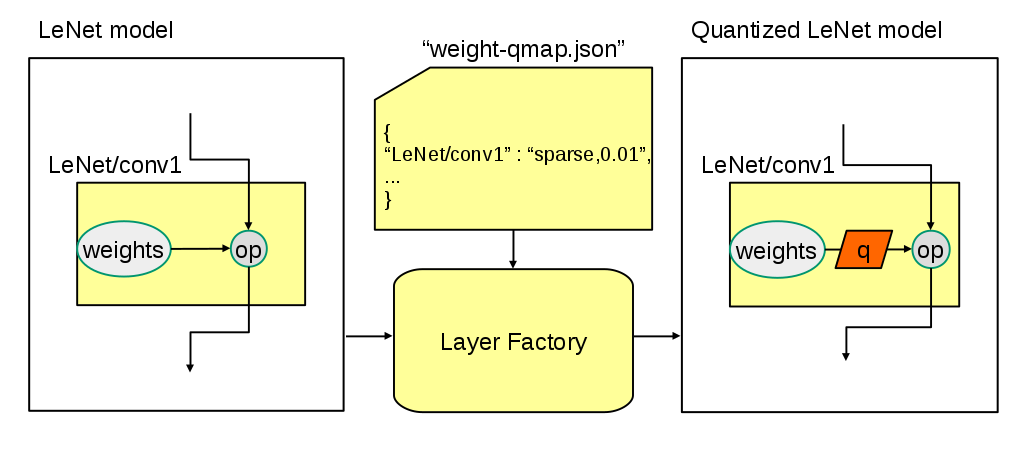 LeNet model
LeNet/conv1
weights
op
“weight-qmap.json”
{
“LeNet/conv1” : “sparse,0.01”,
...
}
Layer Factory
Quantized LeNet model
LeNet/conv1
weights
q
op